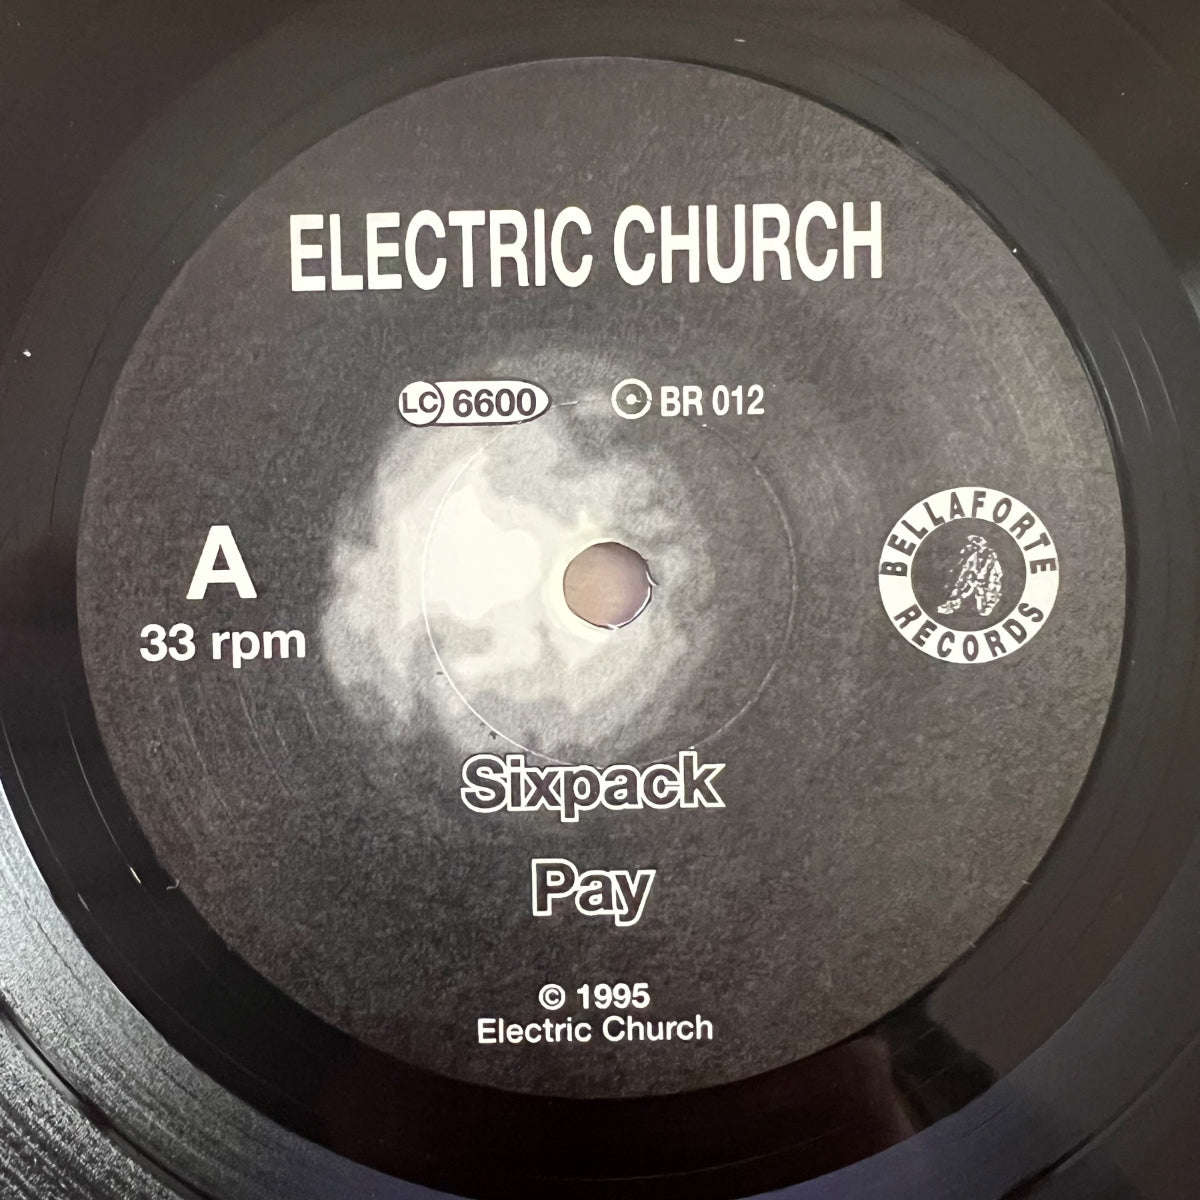 ELECTRIC CHURCH
LC 6600
BR 012
BELLAFORTE
RECORDS
A
33 rpm
Sixpack
Pay
© 1995
Electric Church